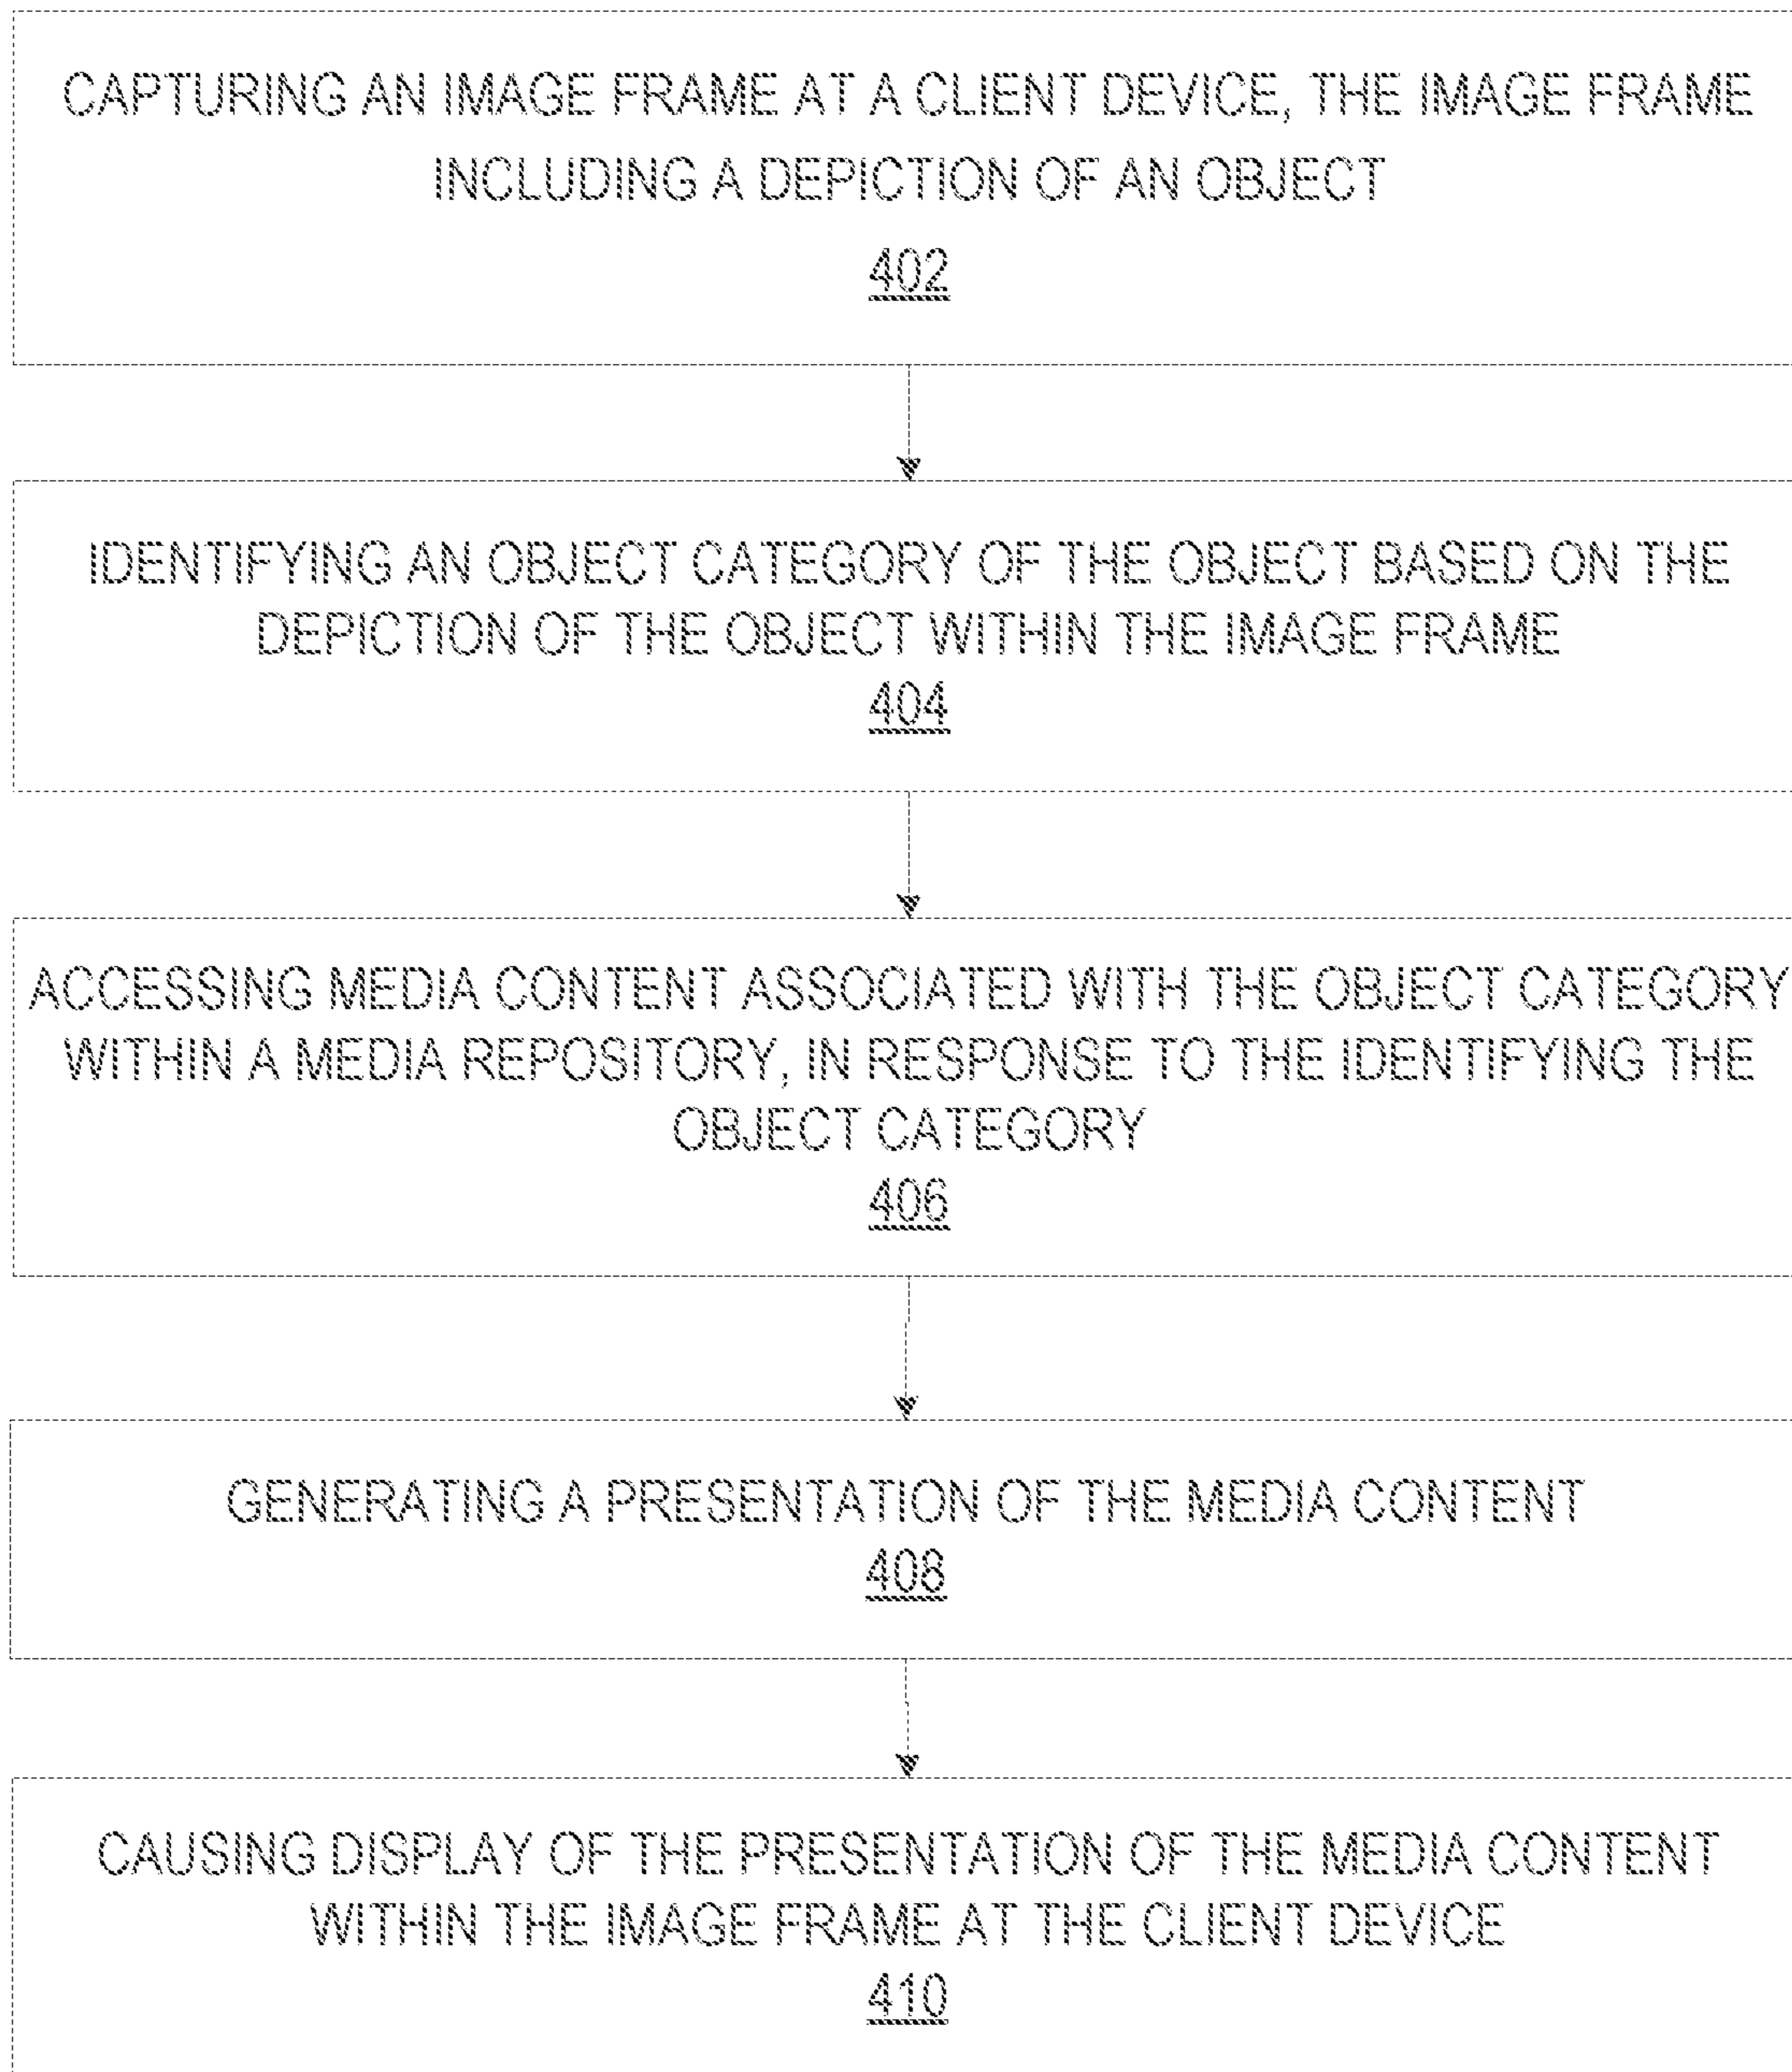 CAPTURING AN IMAGE FRAME AT A CLIENT DEVICE, THE IMAGE FRAME
INCLUDING A DEPICTION OF AN OBJECT
402
IDENTIFYING AN OBJECT CATEGORY OF THE OBJECT BASED ON THE
DEPICTION OF THE OBJECT WITHIN THE IMAGE FRAME
404
ACCESSING MEDIA CONTENT ASSOCIATED WITH THE OBJECT CATEGORY
WITHIN A MEDIA REPOSITORY, IN RESPONSE TO THE IDENTIFYING THE
OBJECT CATEGORY
406
GENERATING A PRESENTATION OF THE MEDIA CONTENT
408
CAUSING DISPLAY OF THE PRESENTATION OF THE MEDIA CONTENT
WITHIN THE IMAGE FRAME AT THE CLIENT DEVICE
410